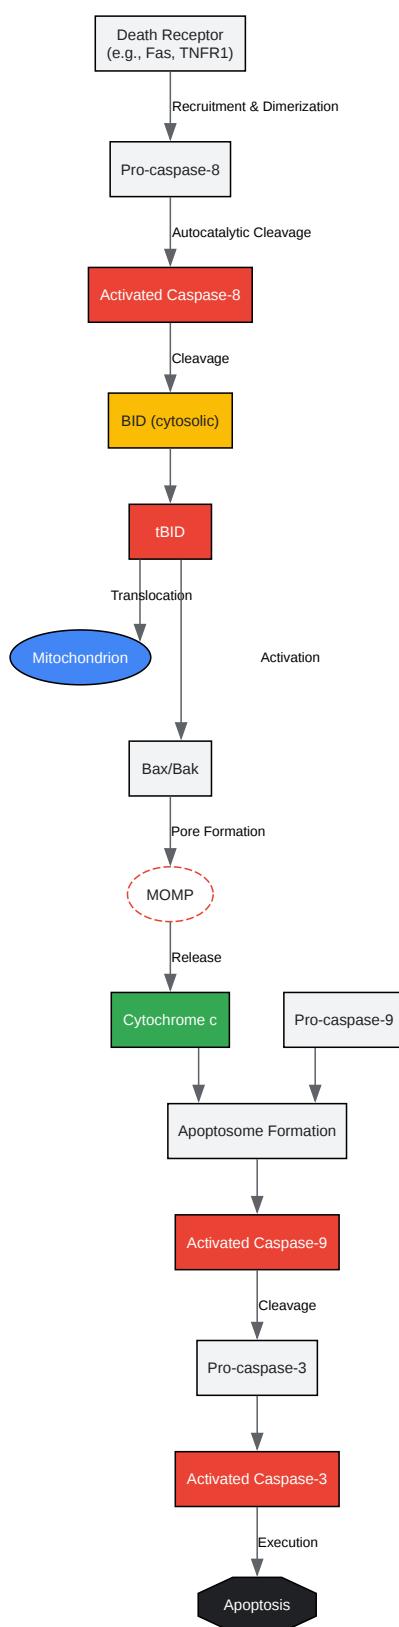 Death Receptor
(e.g., Fas, TNFR1)
Recruitment & Dimerization
Pro-caspase-8
Autocatalytic Cleavage
Activated Caspase-8
Cleavage
BID (cytosolic)
tBID
Translocation
Mitochondrion
Activation
Bax/Bak
Pore Formation
MOMP
Release
Cytochrome c
Pro-caspase-9
Apoptosome Formation
Activated Caspase-9
Cleavage
Pro-caspase-3
Activated Caspase-3
Execution
Apoptosis